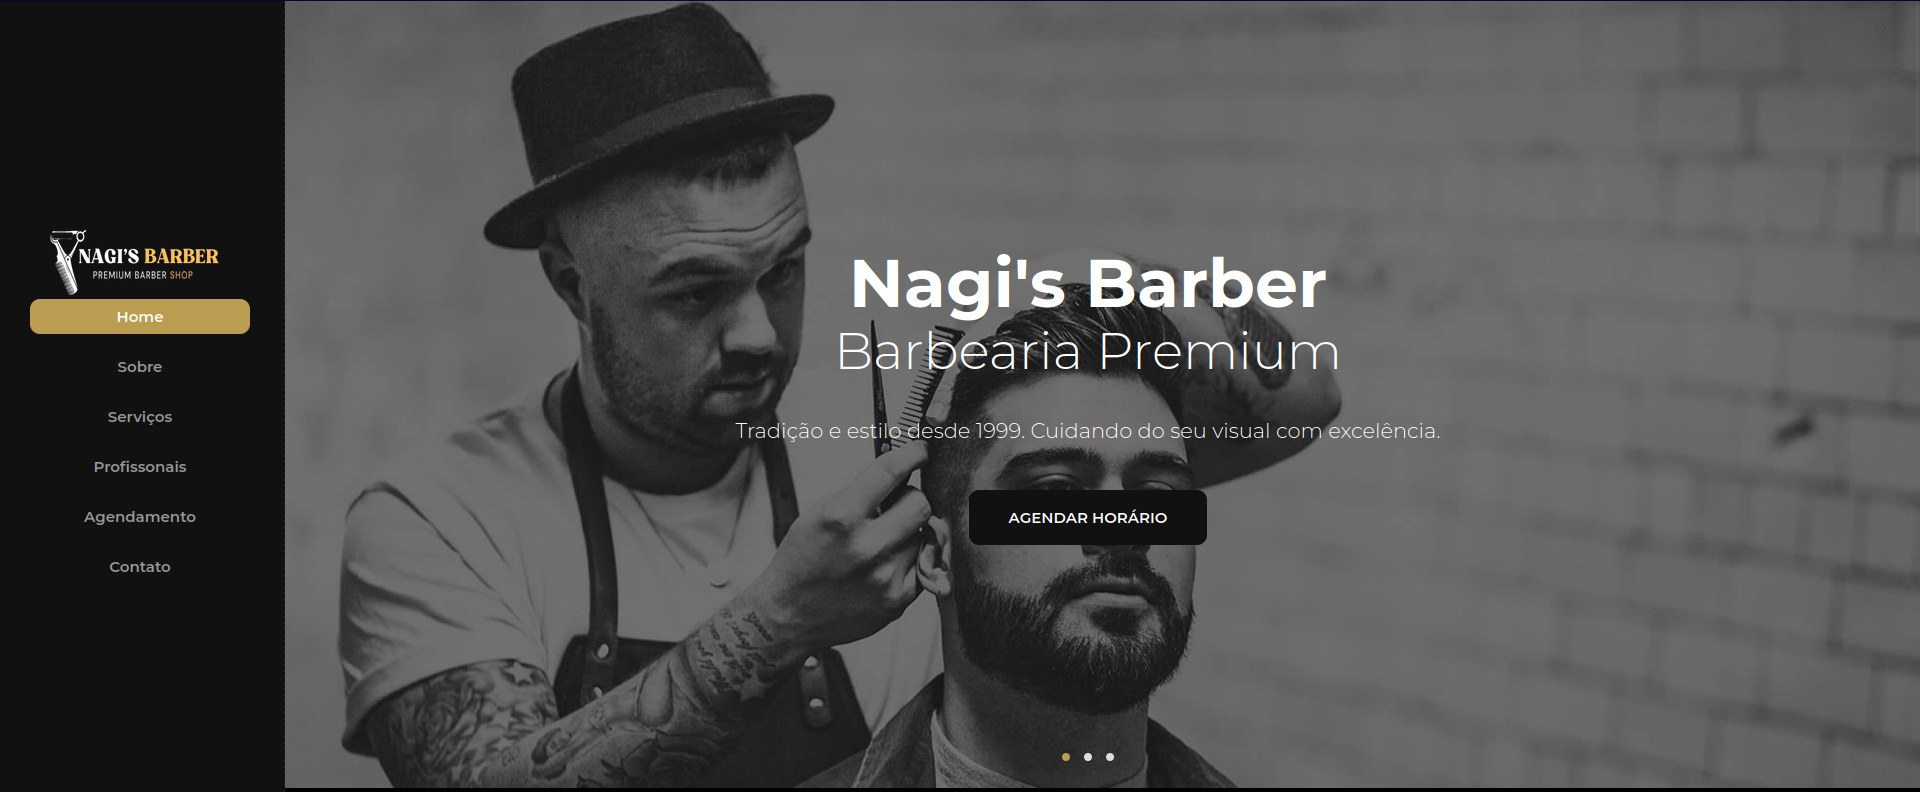 NAGI'S BARBER
PREMIUM BARBER SHOP
Home
Sobre
Serviços
Profissonais
Agendamento
Contato
Nagi's Barber
Barbearia Premium
Tradição e estilo desde 1999. Cuidando do seu visual com excelência.
AGENDAR HORÁRIO